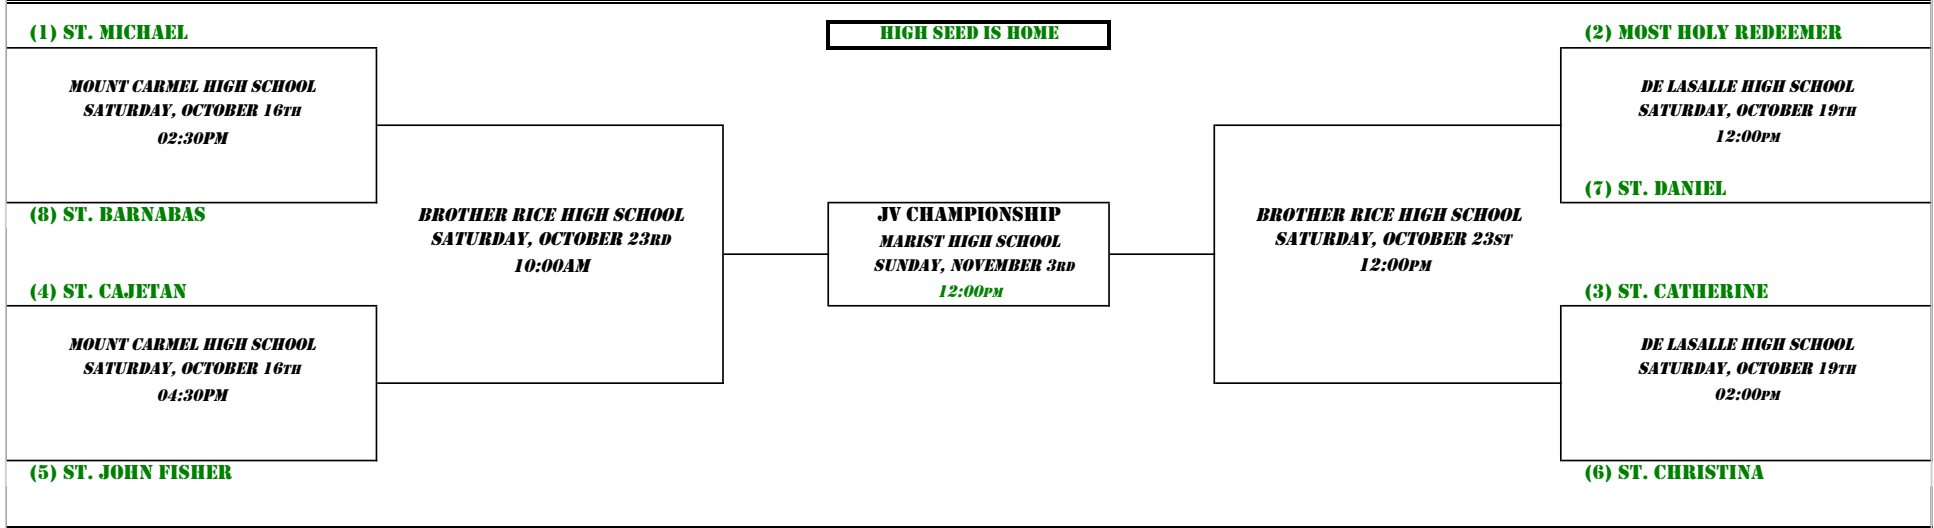 (1) ST. MICHAEL
MOUNT CARMEL HIGH SCHOOL
SATURDAY, OCTOBER 16TH
02:30PM
(8) ST. BARNABAS
(4) ST. CAJETAN
MOUNT CARMEL HIGH SCHOOL
SATURDAY, OCTOBER 16TH
04:30PM
(5) ST. JOHN FISHER
BROTHER RICE HIGH SCHOOL
SATURDAY, OCTOBER 23RD
10:00AM
HIGH SEED IS HOME
JV CHAMPIONSHIP
MARIST HIGH SCHOOL
SUNDAY, NOVEMBER 3RD
12:00PM
BROTHER RICE HIGH SCHOOL
SATURDAY, OCTOBER 23ST
12:00PM
(2) MOST HOLY REDEEMER
DE LASALLE HIGH SCHOOL
SATURDAY, OCTOBER 19TH
12:00PM
(7) ST. DANIEL
(3) ST. CATHERINE
DE LASALLE HIGH SCHOOL
SATURDAY, OCTOBER 19TH
02:00PM
(6) ST. CHRISTINA